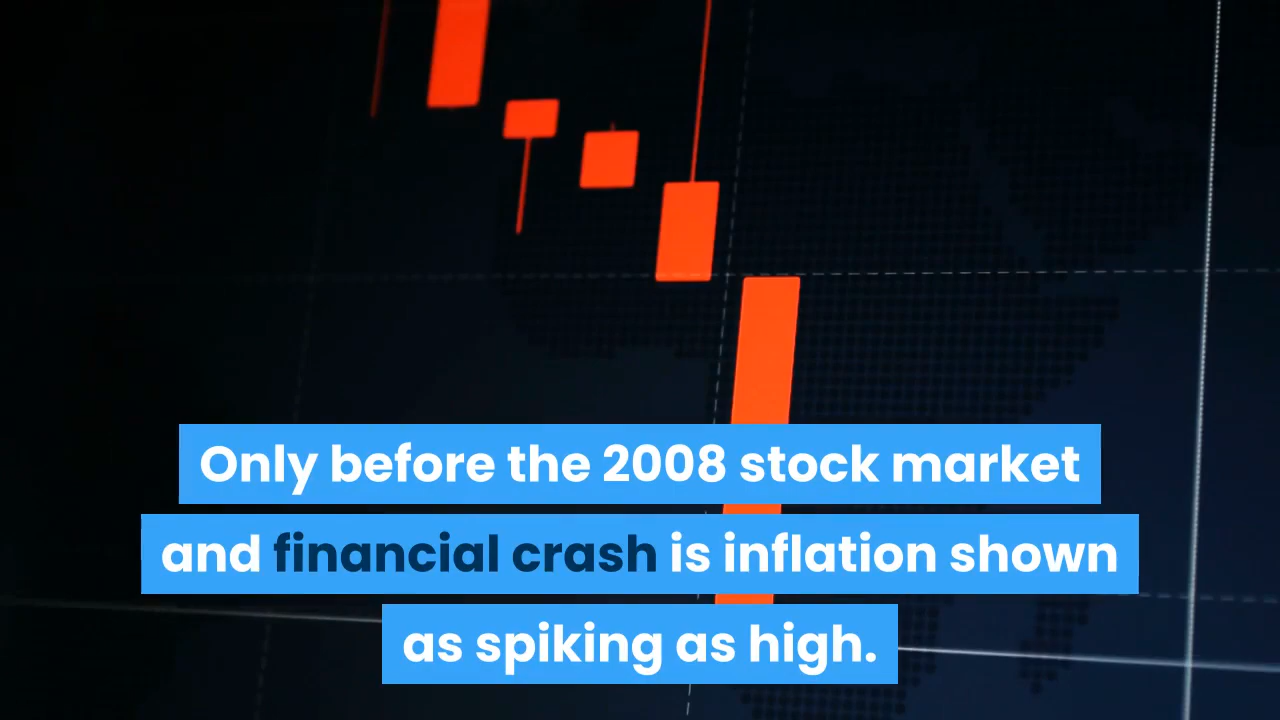 Only before the 2008 stock market
and financial crash is inflation shown
as spiking as high.